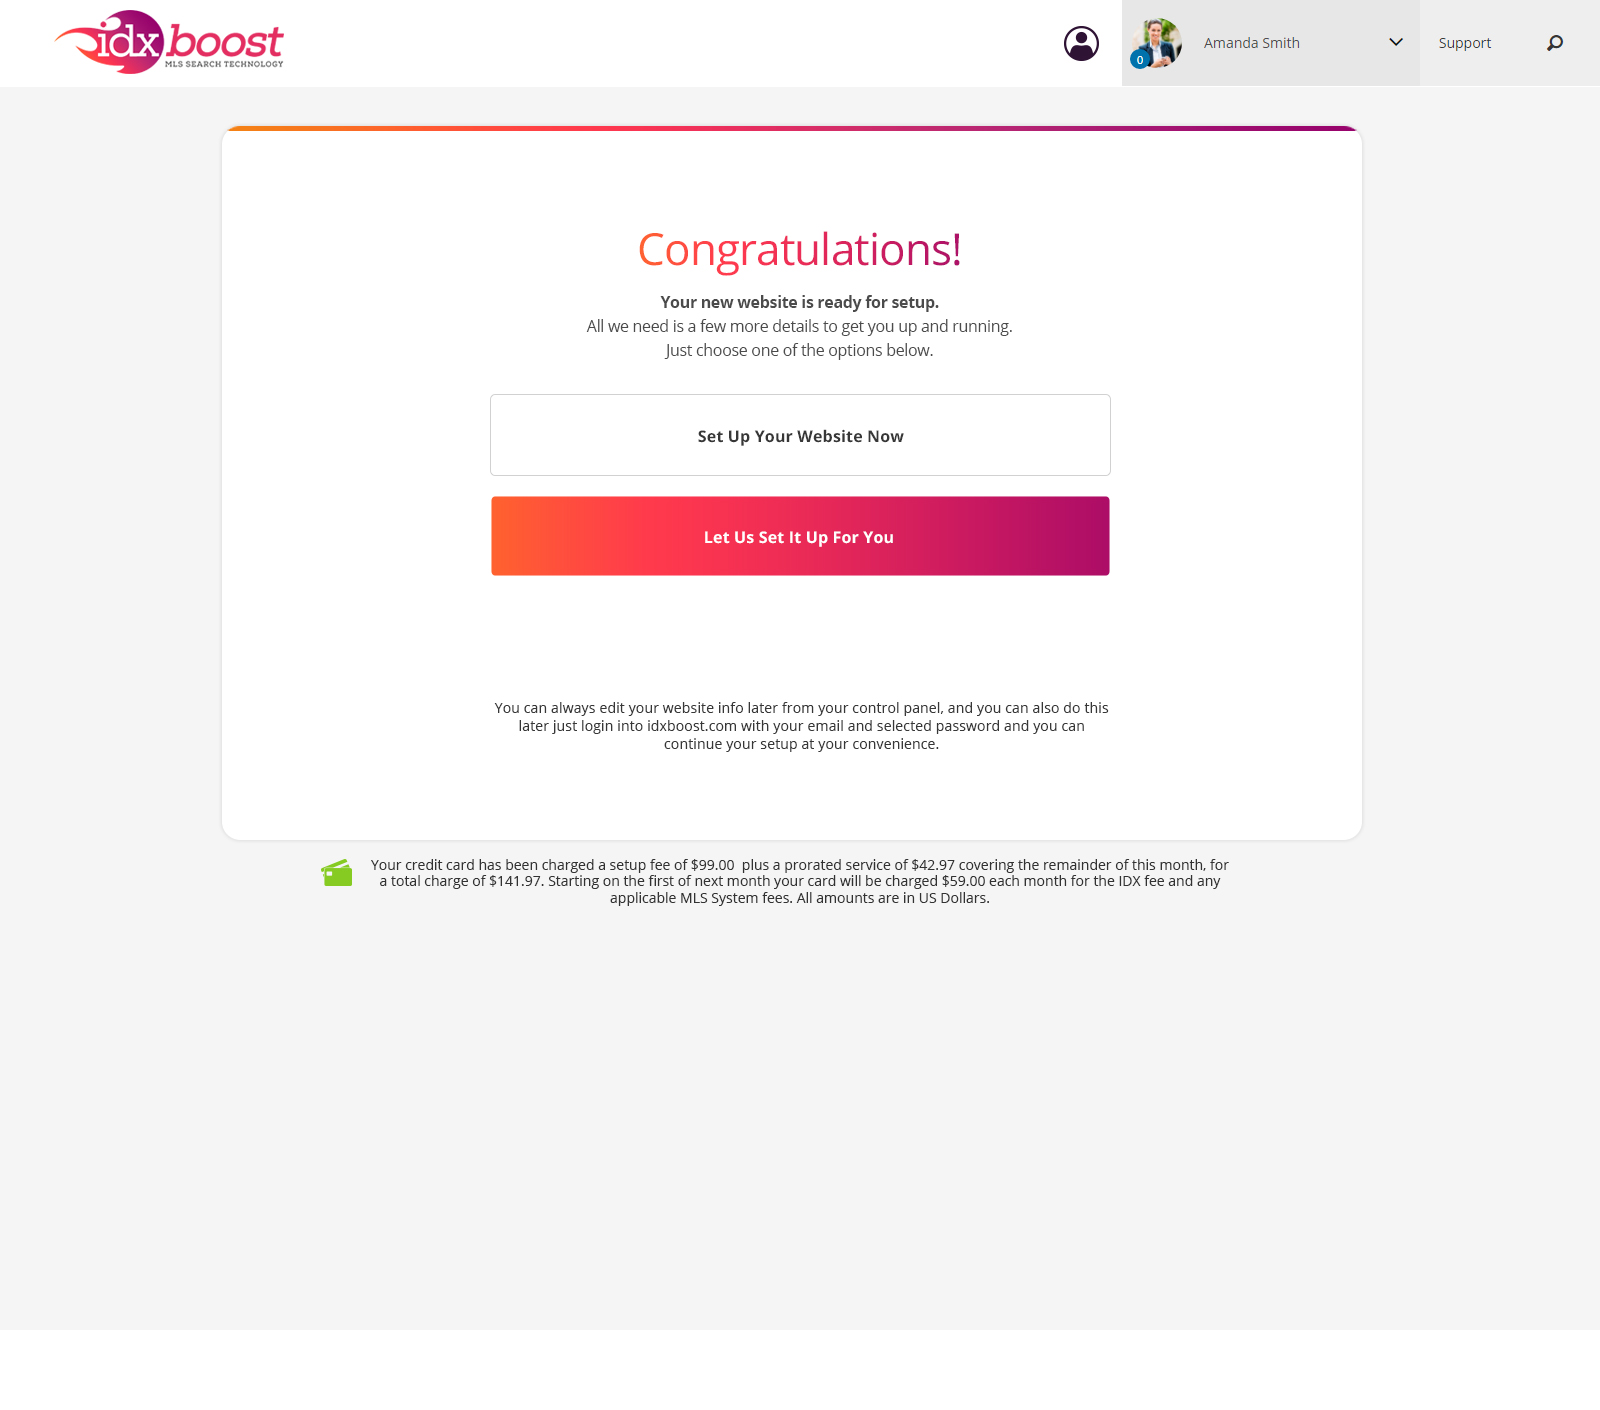 idxboost
MLS SEARCH TECHNOLOGY
0
Amanda Smith
Support
Congratulations!
Your new website is ready for setup.
All we need is a few more details to get you up and running.
Just choose one of the options below.
Set Up Your Website Now
Let Us Set It Up For You
You can always edit your website info later from your control panel, and you can also do this
later just login into idxboost.com with your email and selected password and you can
continue your setup at your convenience.
Your credit card has been charged a setup fee of $99.00  plus a prorated service of $42.97 covering the remainder of this month, for
a total charge of $141.97. Starting on the first of next month your card will be charged $59.00 each month for the IDX fee and any
applicable MLS System fees. All amounts are in US Dollars.